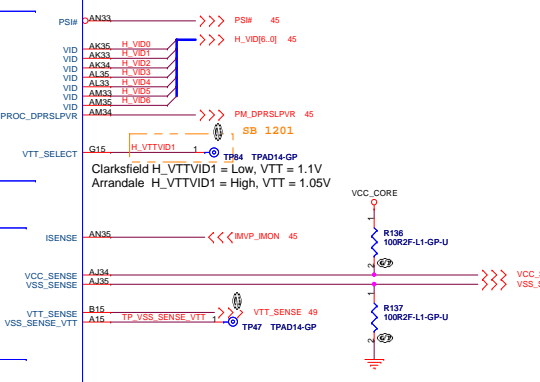 PSI# AN33 PSI# 45
VID AK35 H_VID0 H_VID[6..0] 45
VID AK33 H_VID1
VID AK34 H_VID2
VID AL35 H_VID3
VID AL33 H_VID4
VID AM33 H_VID5
VID AM35 H_VID6
PROC_DPRSLPVR AM34 PM_DPRSLPVR 45
SB 1201
VTT_SELECT G15 H_VTTVID1 1 TP84 TPAD14-GP
Clarksfield H_VTTVID1 = Low, VTT = 1.1V
Arrandale H_VTTVID1 = High, VTT = 1.05V
VCC_CORE
1
R136
100R2F-L1-GP-U
2
ISENSE AN35 IMVP_IMON 45
VCC_SENSE AJ34 VCC_S
VSS_SENSE AJ35 VSS_S
1
R137
100R2F-L1-GP-U
2
VTT_SENSE B15 VTT_SENSE 49
VSS_SENSE_VTT A15 TP_VSS_SENSE_VTT 1 TP47 TPAD14-GP